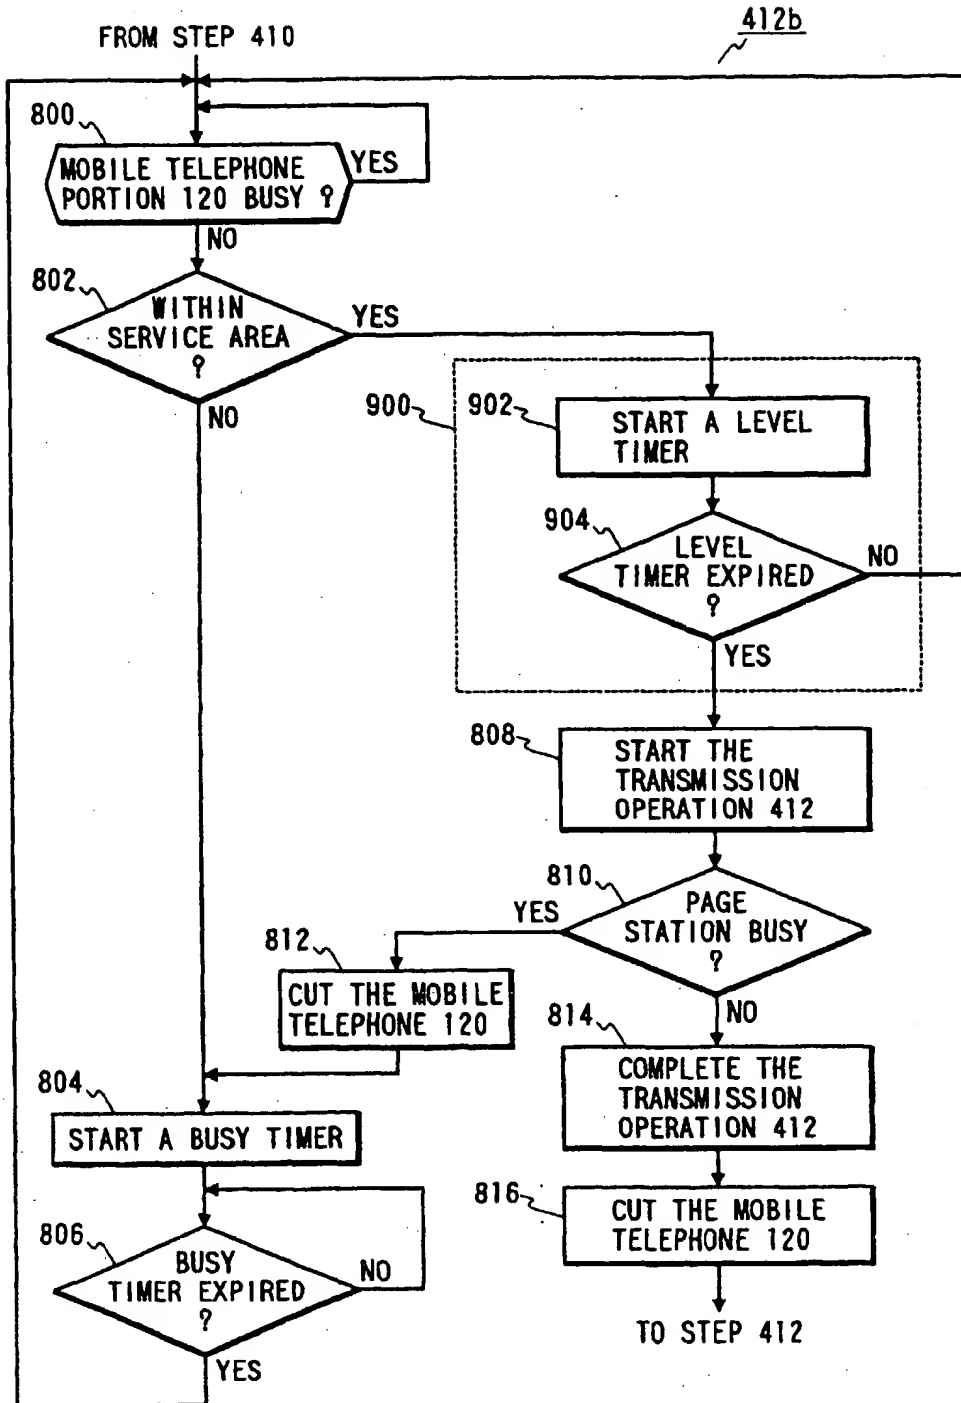 412b
FROM STEP 410
800
MOBILE TELEPHONE
PORTION 120 BUSY ?
YES
NO
802
WITHIN
SERVICE AREA
?
YES
NO
900
902
START A LEVEL
TIMER
904
LEVEL
TIMER EXPIRED
?
NO
YES
808
START THE
TRANSMISSION
OPERATION 412
810
PAGE
STATION BUSY
?
YES
NO
812
CUT THE MOBILE
TELEPHONE 120
814
COMPLETE THE
TRANSMISSION
OPERATION 412
804
START A BUSY TIMER
816
CUT THE MOBILE
TELEPHONE 120
806
BUSY
TIMER EXPIRED
?
NO
YES
TO STEP 412